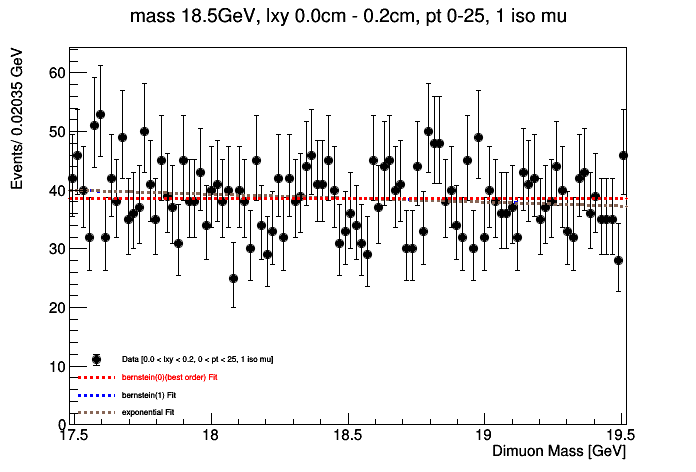 mass 18.5GeV, lxy 0.0cm - 0.2cm, pt 0-25, 1 iso mu
Events/ 0.02035 GeV
60
50
40
30
20
10
0
Data [0.0 < lxy < 0.2, 0 < pt < 25, 1 iso mu]
bernstein(0)(best order) Fit
bernstein(1) Fit
exponential Fit
17.5 18 18.5 19 19.5
Dimuon Mass [GeV]